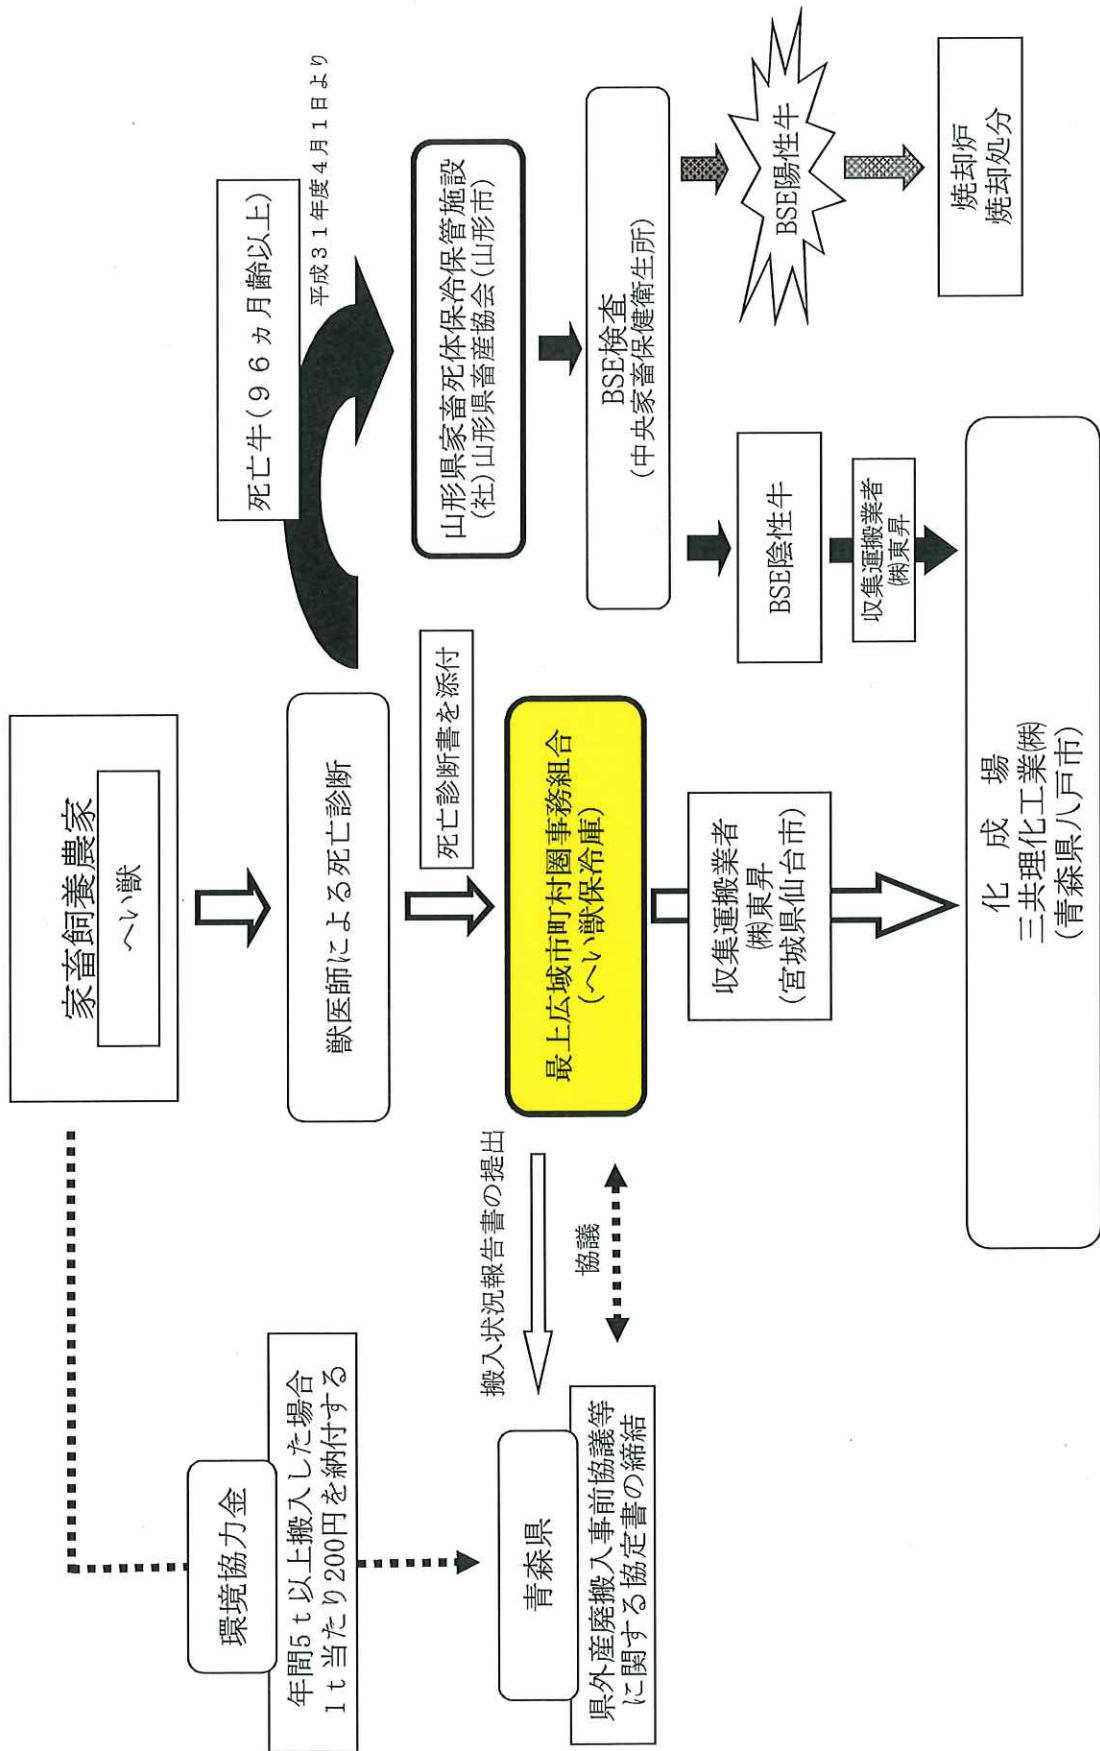 家畜飼養農家
へい獣
獣医師による死亡診断
死亡診断書を添付
最上広域市町村圏事務組合
(へい獣保冷庫)
収集運搬業者
㈱東昇
(宮城県仙台市)
化 成 場
三共理化工業(株)
(青森県八戸市)
死亡牛(96ヵ月齢以上)
平成31年度4月1日より
山形県家畜死体保冷保管施設
(社)山形県畜産協会(山形市)
BSE検査
(中央家畜保健衛生所)
BSE陰性牛
収集運搬業者
㈱東昇
BSE陽性牛
焼却炉
焼却処分
環境協力金
年間5t以上搬入した場合
1t当たり200円を納付する
搬入状況報告書の提出
協議
青森県
県外産廃搬入事前協議等
に関する協定書の締結